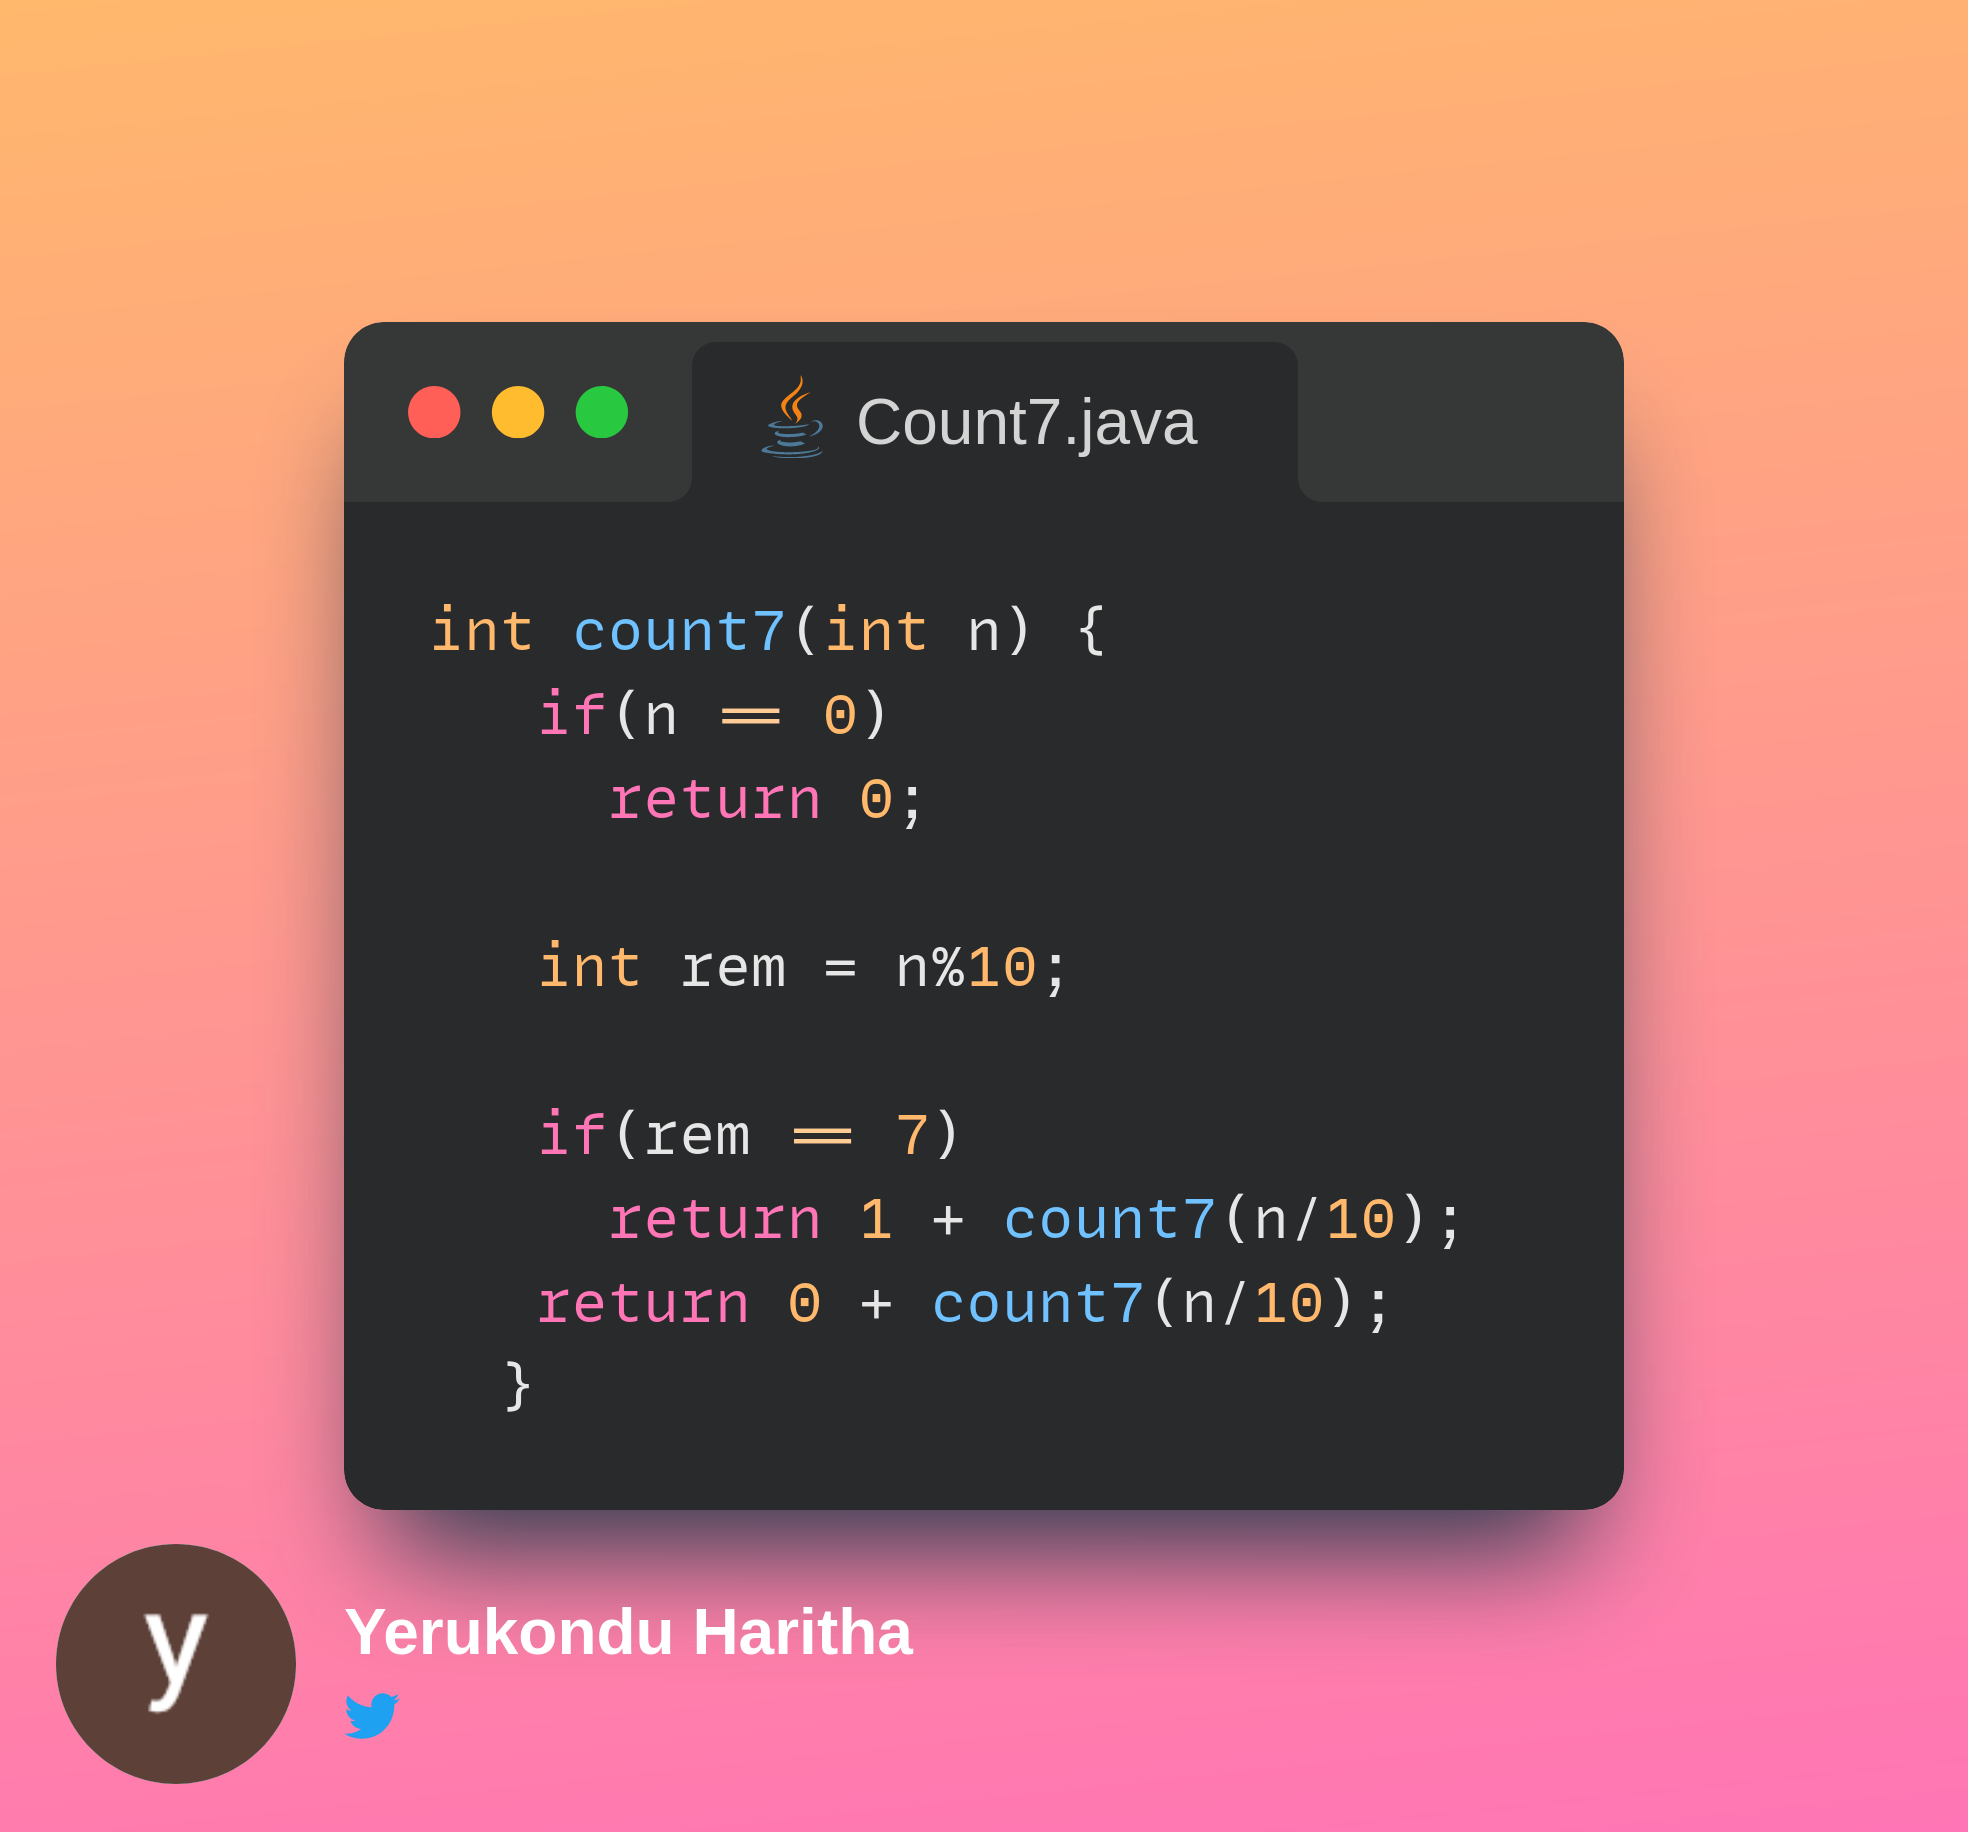 Count7.java
int count7(int n) {
if(n == 0)
return 0;
int rem = n%10;
if(rem == 7)
return 1 + count7(n/10);
return 0 + count7(n/10);
}
y
Yerukondu Haritha